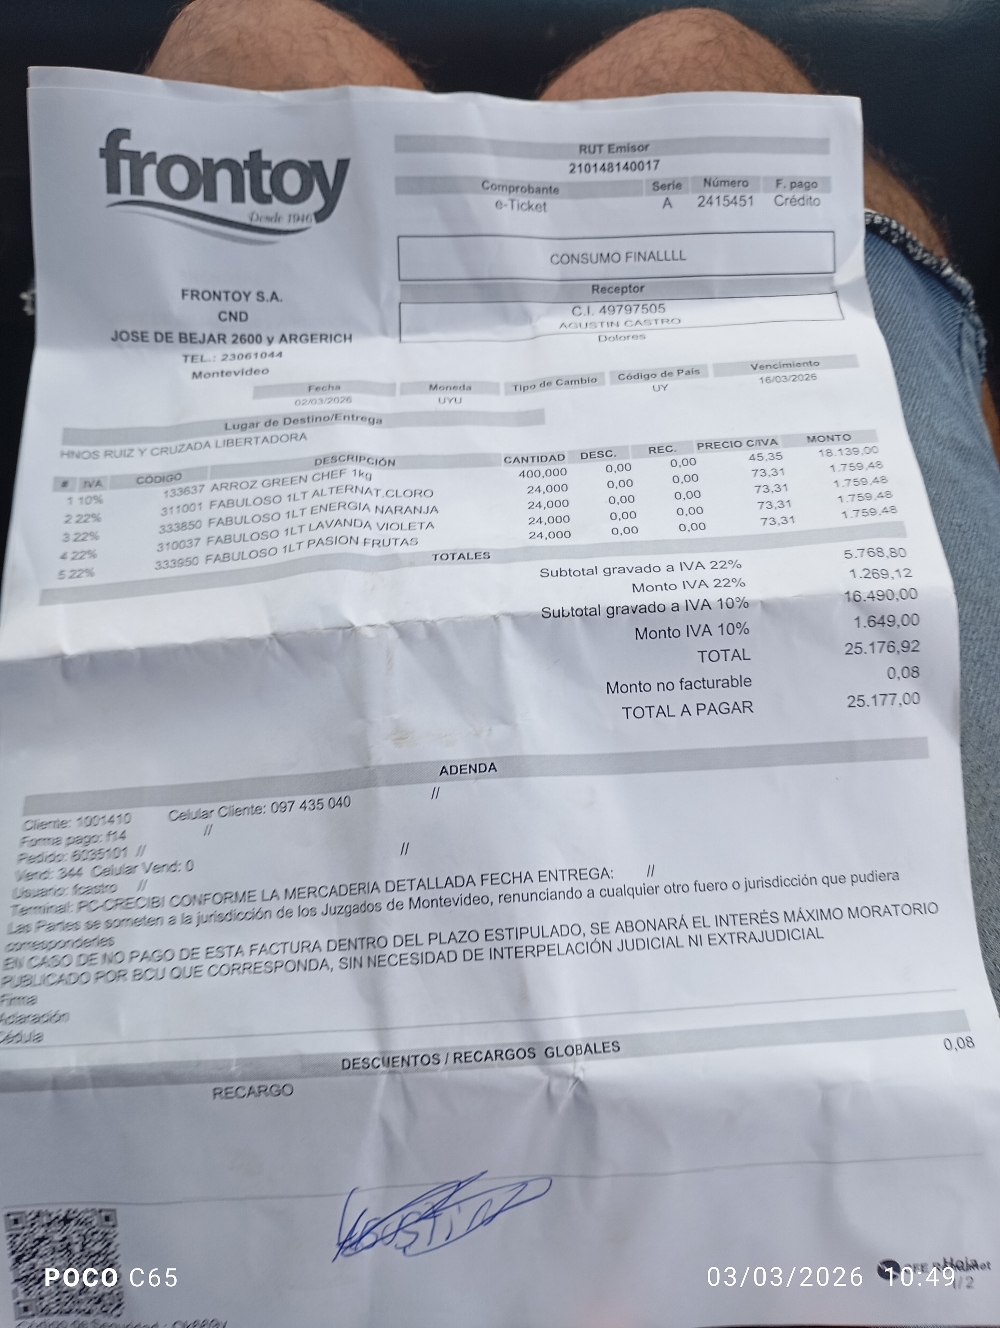 frontoy
Desde 1946
RUT Emisor
210148140017
Comprobante Serie Número F. pago
e-Ticket A 2415451 Crédito
CONSUMO FINALLLL
Receptor
C.I. 49797505
AGUSTIN CASTRO
Dolores
FRONTOY S.A.
CND
JOSE DE BEJAR 2600 y ARGERICH
TEL.: 23061044
Montevideo
Fecha Moneda Tipo de Cambio Código de País Vencimiento
02/03/2026 UYU UY 16/03/2026
Lugar de Destino/Entrega
HNOS RUIZ Y CRUZADA LIBERTADORA
# IVA CÓDIGO DESCRIPCIÓN CANTIDAD DESC. REC. PRECIO C/IVA MONTO
1 10% 133637 ARROZ GREEN CHEF 1kg 400,000 0,00 0,00 45,35 18.139,00
2 22% 311001 FABULOSO 1LT ALTERNAT.CLORO 24,000 0,00 0,00 73,31 1.759,48
3 22% 333850 FABULOSO 1LT ENERGIA NARANJA 24,000 0,00 0,00 73,31 1.759,48
4 22% 310037 FABULOSO 1LT LAVANDA VIOLETA 24,000 0,00 0,00 73,31 1.759,48
5 22% 333950 FABULOSO 1LT PASION FRUTAS 24,000 0,00 0,00 73,31 1.759,48
TOTALES
Subtotal gravado a IVA 22% 5.768,80
Monto IVA 22% 1.269,12
Subtotal gravado a IVA 10% 16.490,00
Monto IVA 10% 1.649,00
TOTAL 25.176,92
Monto no facturable 0,08
TOTAL A PAGAR 25.177,00
ADENDA
Cliente: 1001410 Celular Cliente: 097 435 040 //
Forma pago: f14 //
Pedido: 6035101 //
Vend: 344 Celular Vend: 0 //
Usuario: fcastro //
Terminal: PC-CRECIBI CONFORME LA MERCADERIA DETALLADA FECHA ENTREGA: //
Las Partes se someten a la jurisdicción de los Juzgados de Montevideo, renunciando a cualquier otro fuero o jurisdicción que pudiera
corresponderles
EN CASO DE NO PAGO DE ESTA FACTURA DENTRO DEL PLAZO ESTIPULADO, SE ABONARÁ EL INTERÉS MÁXIMO MORATORIO
PUBLICADO POR BCU QUE CORRESPONDA, SIN NECESIDAD DE INTERPELACIÓN JUDICIAL NI EXTRAJUDICIAL
Firma
Aclaración
Cédula
DESCUENTOS / RECARGOS GLOBALES
RECARGO 0,08
Agustin
Hoja
1/2
POCO C65
03/03/2026 10:49